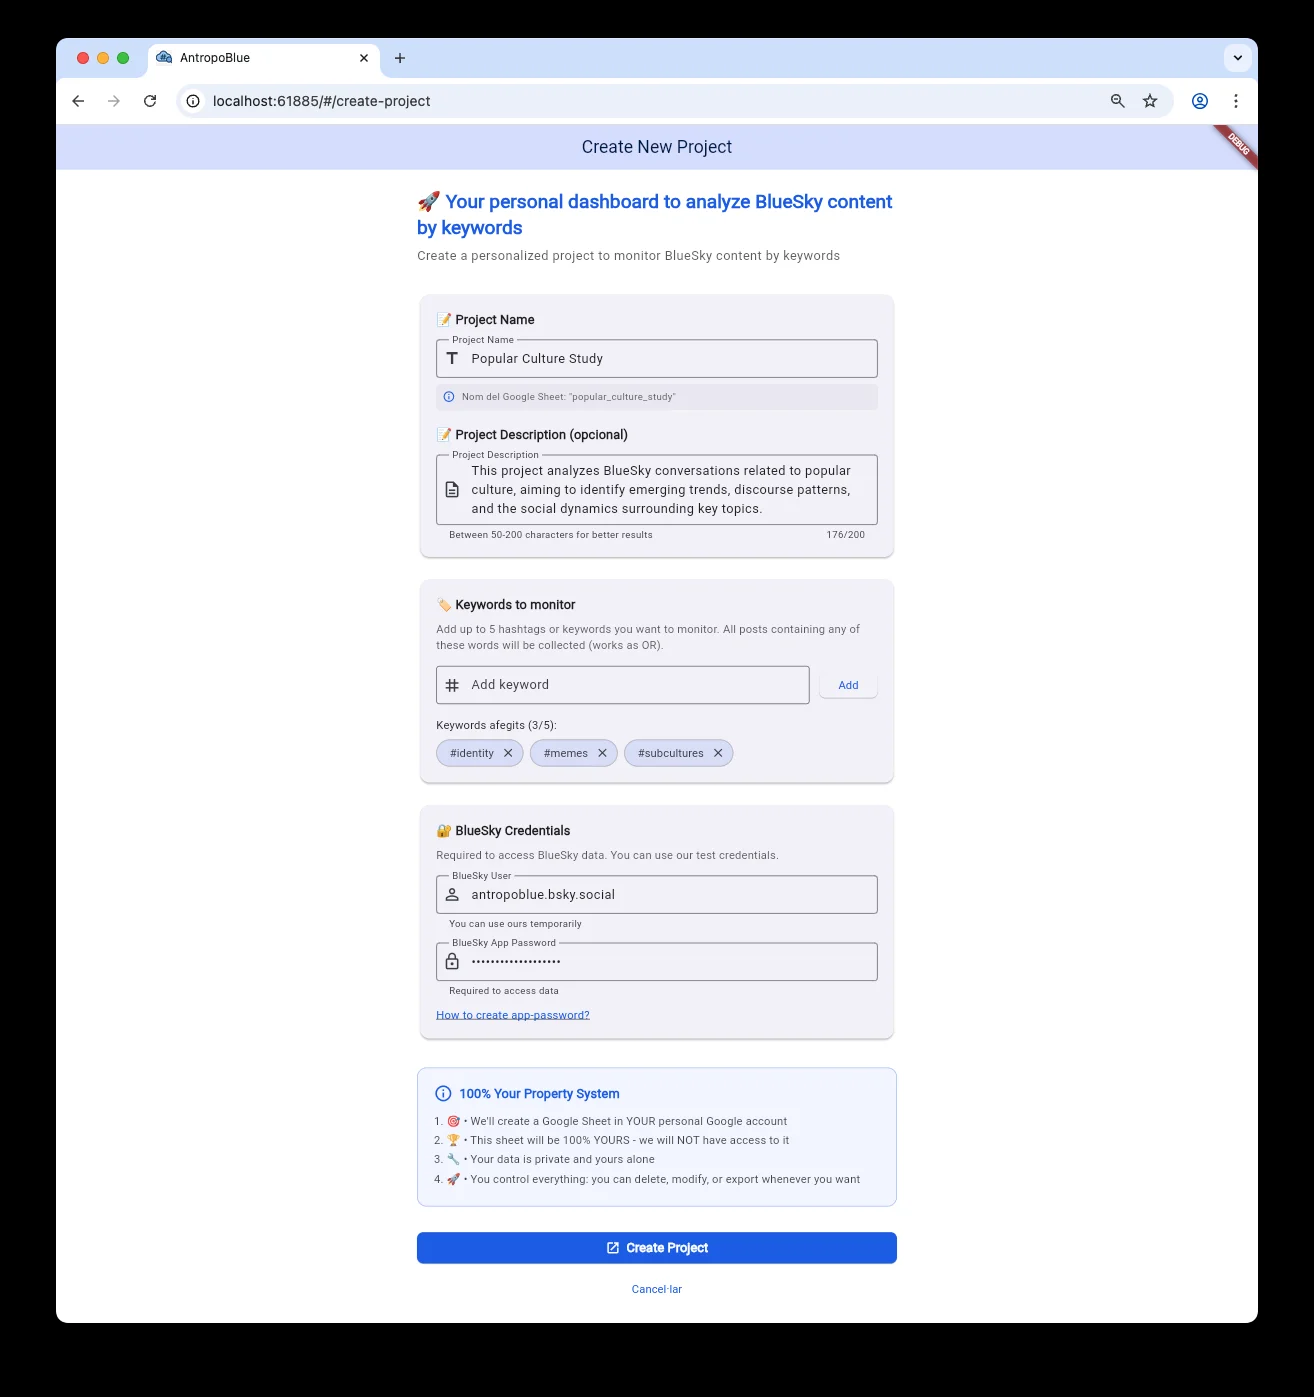 AntropoBlue
localhost:61885/#/create-project
Create New Project
DEBUG
🚀 Your personal dashboard to analyze BlueSky content
by keywords
Create a personalized project to monitor BlueSky content by keywords
📝 Project Name
Project Name
Popular Culture Study
Nom del Google Sheet: "popular_culture_study"
📝 Project Description (opcional)
Project Description
This project analyzes BlueSky conversations related to popular
culture, aiming to identify emerging trends, discourse patterns,
and the social dynamics surrounding key topics.
Between 50-200 characters for better results 176/200
🏷️ Keywords to monitor
Add up to 5 hashtags or keywords you want to monitor. All posts containing any of
these words will be collected (works as OR).
Add keyword Add
Keywords afegits (3/5):
#identity #memes #subcultures
🔐 BlueSky Credentials
Required to access BlueSky data. You can use our test credentials.
BlueSky User
antropoblue.bsky.social
You can use ours temporarily
BlueSky App Password
•••••••••••••••••••
Required to access data
How to create app-password?
100% Your Property System
1. 🎯 • We'll create a Google Sheet in YOUR personal Google account
2. 🏆 • This sheet will be 100% YOURS - we will NOT have access to it
3. 🔧 • Your data is private and yours alone
4. 🚀 • You control everything: you can delete, modify, or export whenever you want
Create Project
Cancel·lar